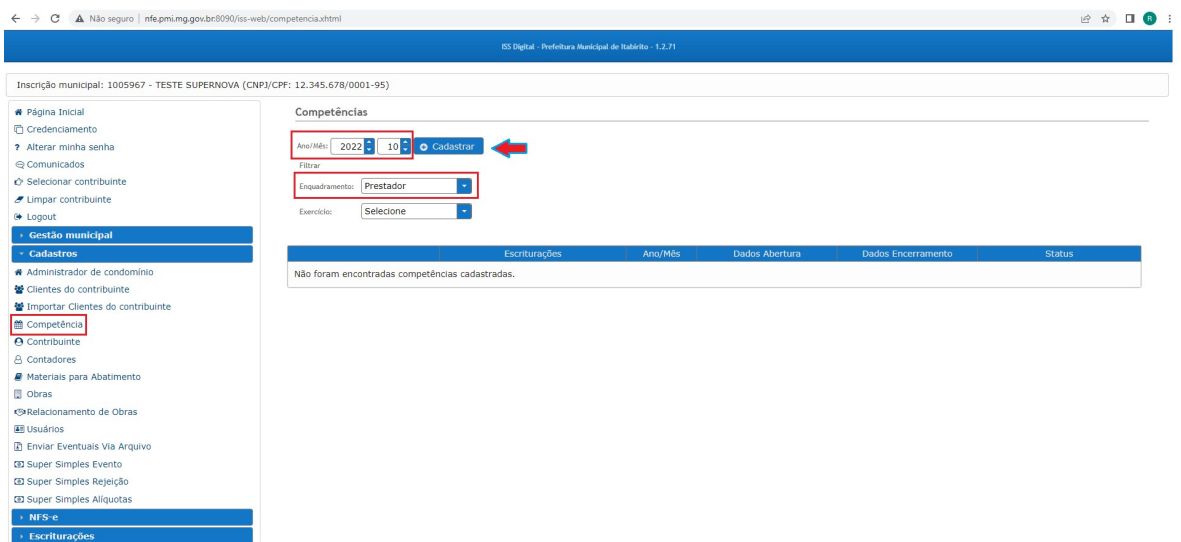 Não seguro | nfe.pmi.mg.gov.br:8090/iss-web/competencia.xhtml
R
ISS Digital - Prefeitura Municipal de Itabirito - 1.2.71
Inscrição municipal: 1005967 - TESTE SUPERNOVA (CNPJ/CPF: 12.345.678/0001-95)
Página Inicial
Credenciamento
Alterar minha senha
Comunicados
Selecionar contribuinte
Limpar contribuinte
Logout
Gestão municipal
Cadastros
Administrador de condomínio
Clientes do contribuinte
Importar Clientes do contribuinte
Competência
Contribuinte
Contadores
Materiais para Abatimento
Obras
Relacionamento de Obras
Usuários
Enviar Eventuais Via Arquivo
Super Simples Evento
Super Simples Rejeição
Super Simples Alíquotas
NFS-e
Escriturações
Competências
Ano/Mês: 2022 10 Cadastrar
Filtrar
Enquadramento: Prestador
Exercício: Selecione
Escriturações Ano/Mês Dados Abertura Dados Encerramento Status
Não foram encontradas competências cadastradas.